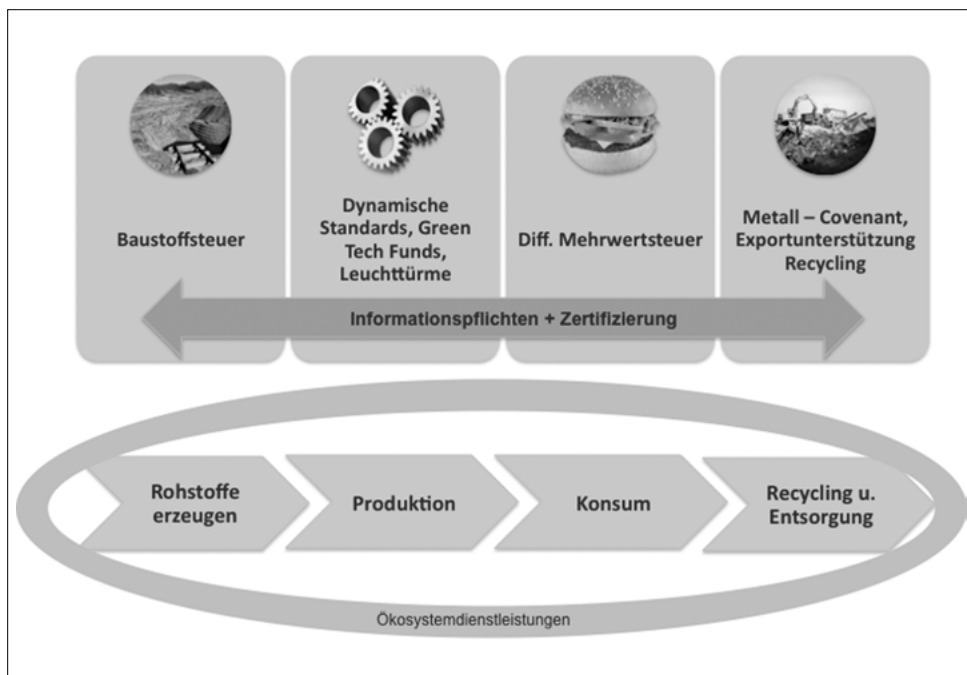 Baustoffsteuer
Dynamische
Standards, Green
Tech Funds,
Leuchttürme
Diff. Mehrwertsteuer
Metall – Covenant,
Exportunterstützung
Recycling
Informationspflichten + Zertifizierung
Rohstoffe
erzeugen
Produktion
Konsum
Recycling u.
Entsorgung
Ökosystemdienstleistungen